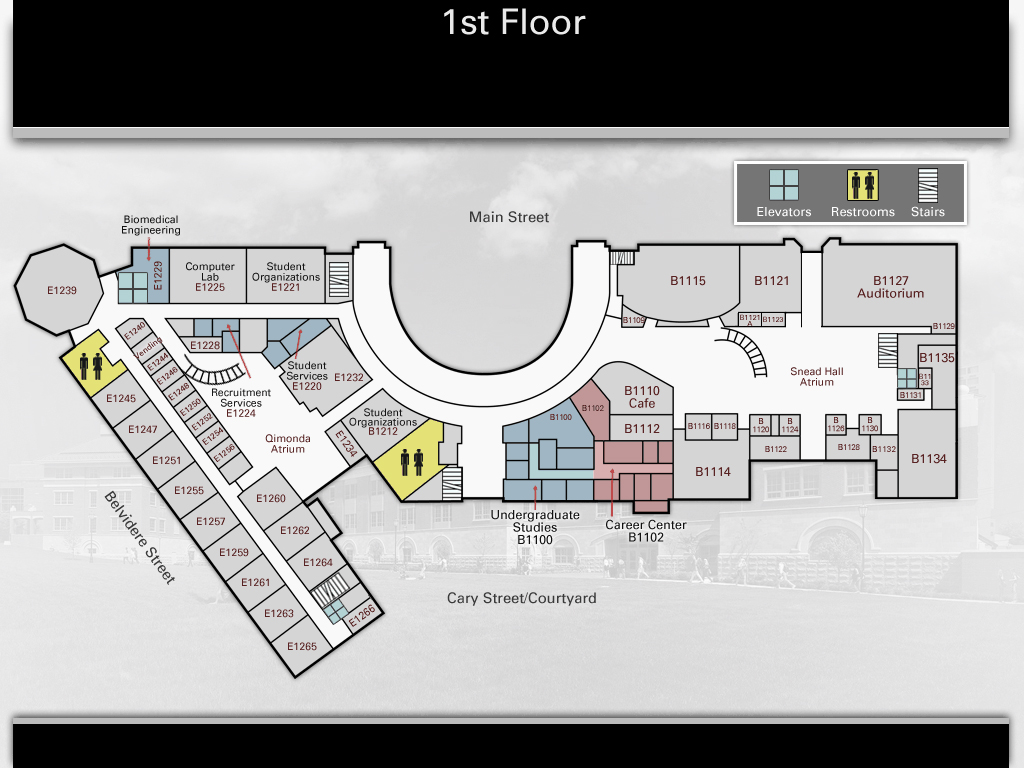 1st Floor
Elevators
Restrooms
Stairs
Main Street
Biomedical
Engineering
E1239
E1229
Computer
Lab
E1225
Student
Organizations
E1221
B1115
B1121
B1127
Auditorium
B1109
B1121
A
B1123
B1129
E1240
Vending
E1244
E1246
E1248
E1250
E1252
E1254
E1256
E1228
Student
Services
E1220
E1232
Recruitment
Services
E1224
Qimonda
Atrium
Student
Organizations
B1212
E1234
B1100
B1102
B1110
Cafe
B1112
B1116
B1118
B1114
Snead Hall
Atrium
B1135
B11
33
B1131
B
1120
B
1124
B1122
B
1126
B
1130
B1128
B1132
B1134
E1245
E1247
E1251
E1255
E1257
E1259
E1261
E1263
E1265
E1260
E1262
E1264
E1266
Undergraduate
Studies
B1100
Career Center
B1102
Belvidere Street
Cary Street/Courtyard